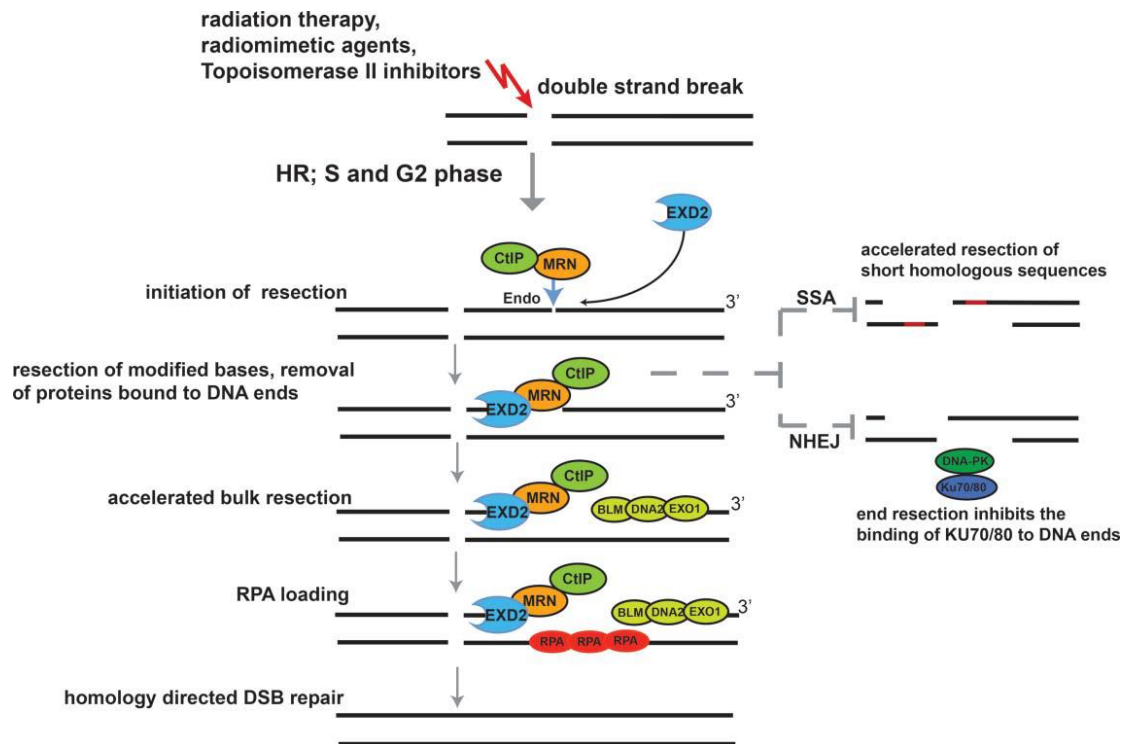 radiation therapy,
radiomimetic agents,
Topoisomerase II inhibitors
double strand break
HR; S and G2 phase
EXD2
CtIP
MRN
initiation of resection
Endo
3’
accelerated resection of
short homologous sequences
SSA
resection of modified bases, removal
of proteins bound to DNA ends
CtIP
MRN
EXD2
3’
NHEJ
DNA-PK
Ku70/80
end resection inhibits the
binding of KU70/80 to DNA ends
accelerated bulk resection
CtIP
MRN
EXD2
BLM DNA2 EXO1
3’
RPA loading
CtIP
MRN
EXD2
BLM DNA2 EXO1
3’
RPA RPA RPA
homology directed DSB repair